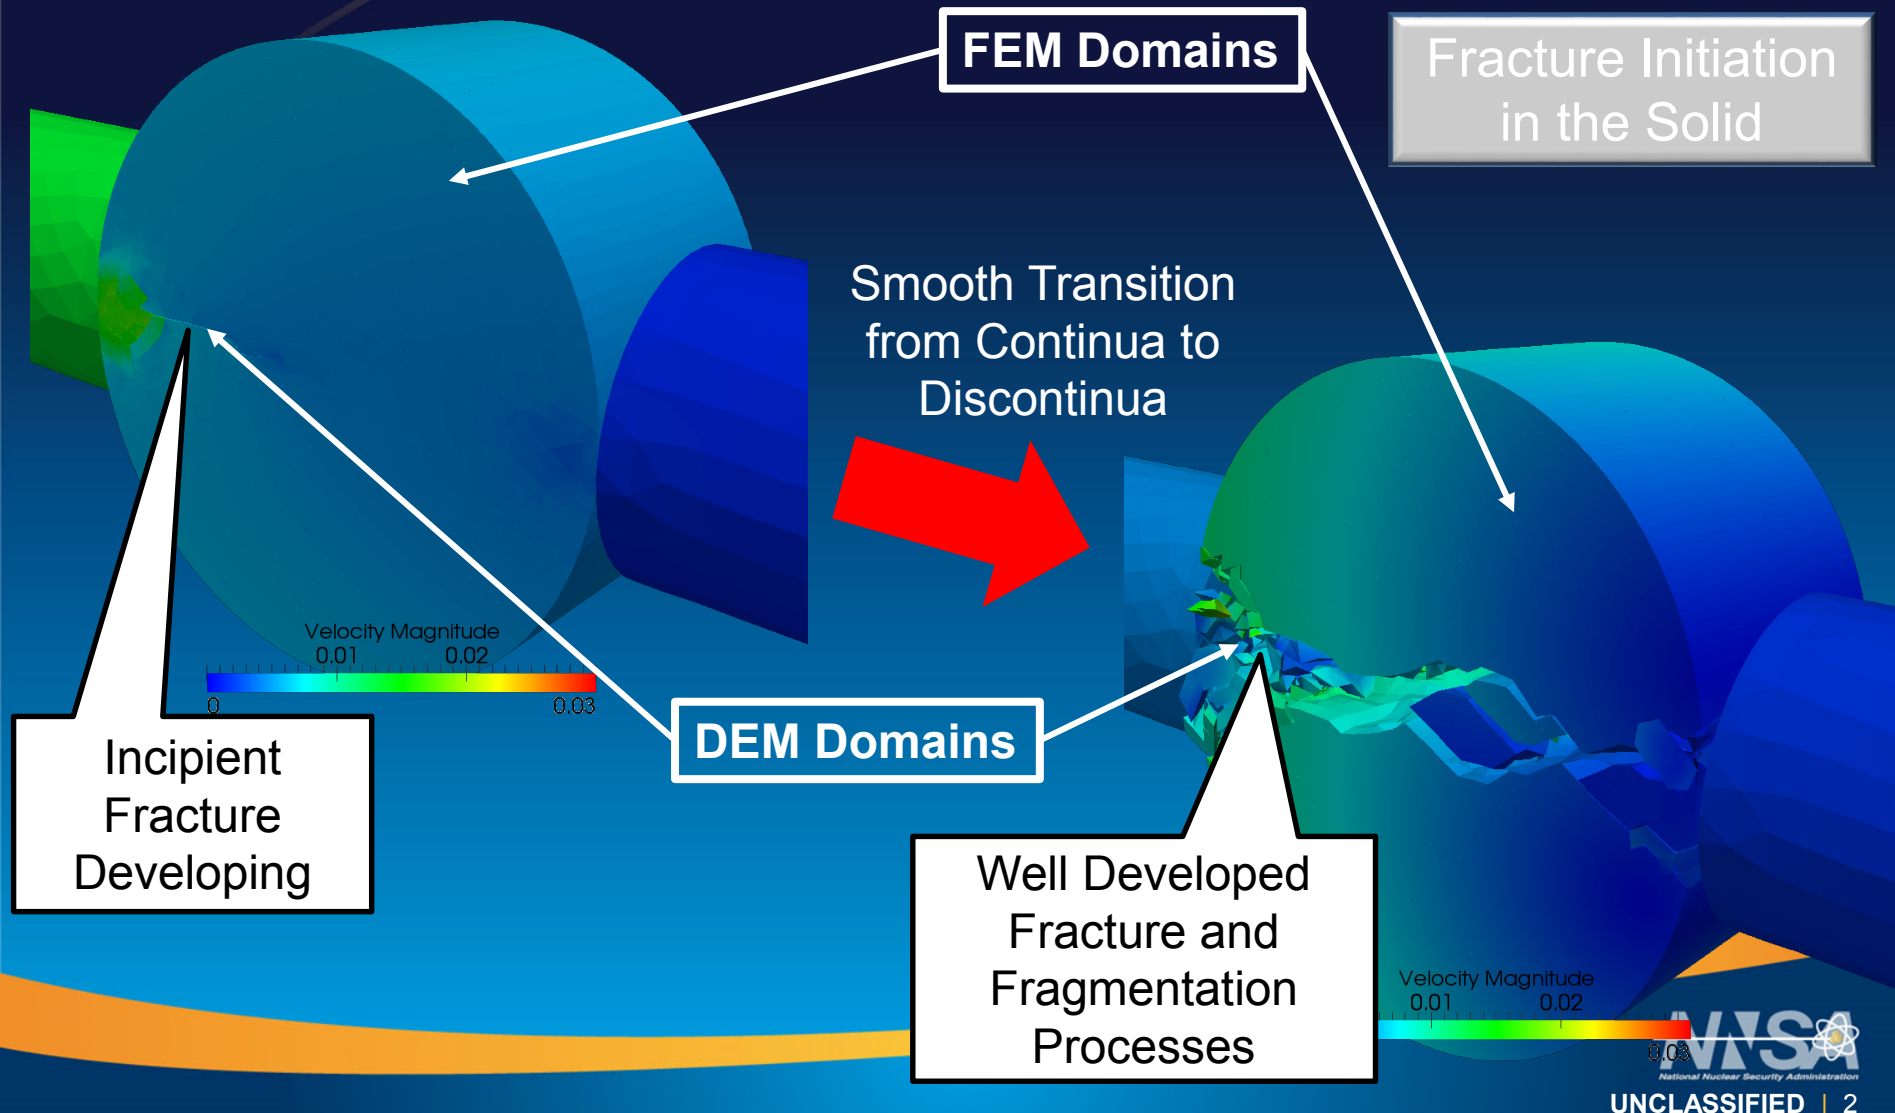 FEM Domains
Fracture Initiation
in the Solid
Smooth Transition
from Continua to
Discontinua
Velocity Magnitude
0.01 0.02
0 0.03
DEM Domains
Incipient
Fracture
Developing
Well Developed
Fracture and
Fragmentation
Processes
Velocity Magnitude
0.01 0.02
0.03
NNSA
National Nuclear Security Administration
UNCLASSIFIED | 2